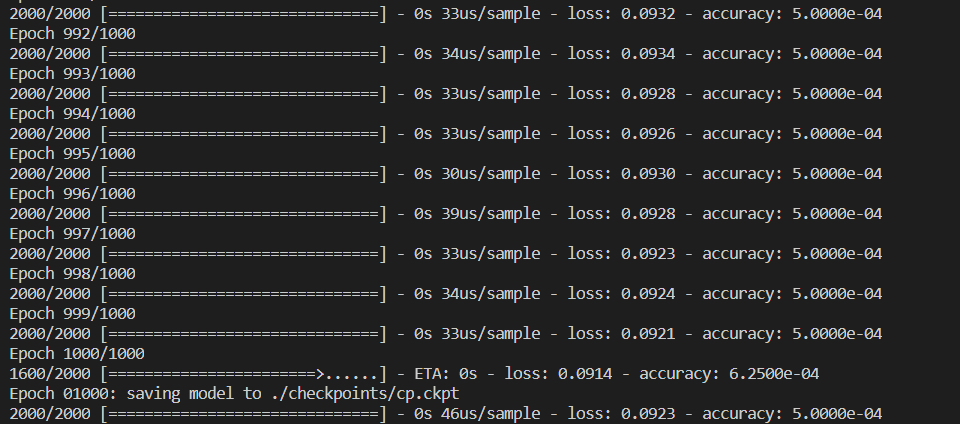 2000/2000 [==============================] - 0s 33us/sample - loss: 0.0932 - accuracy: 5.0000e-04
Epoch 992/1000
2000/2000 [==============================] - 0s 34us/sample - loss: 0.0934 - accuracy: 5.0000e-04
Epoch 993/1000
2000/2000 [==============================] - 0s 33us/sample - loss: 0.0928 - accuracy: 5.0000e-04
Epoch 994/1000
2000/2000 [==============================] - 0s 33us/sample - loss: 0.0926 - accuracy: 5.0000e-04
Epoch 995/1000
2000/2000 [==============================] - 0s 30us/sample - loss: 0.0930 - accuracy: 5.0000e-04
Epoch 996/1000
2000/2000 [==============================] - 0s 39us/sample - loss: 0.0928 - accuracy: 5.0000e-04
Epoch 997/1000
2000/2000 [==============================] - 0s 33us/sample - loss: 0.0923 - accuracy: 5.0000e-04
Epoch 998/1000
2000/2000 [==============================] - 0s 34us/sample - loss: 0.0924 - accuracy: 5.0000e-04
Epoch 999/1000
2000/2000 [==============================] - 0s 33us/sample - loss: 0.0921 - accuracy: 5.0000e-04
Epoch 1000/1000
1600/2000 [=======================>......] - ETA: 0s - loss: 0.0914 - accuracy: 6.2500e-04
Epoch 01000: saving model to ./checkpoints/cp.ckpt
2000/2000 [==============================] - 0s 46us/sample - loss: 0.0923 - accuracy: 5.0000e-04